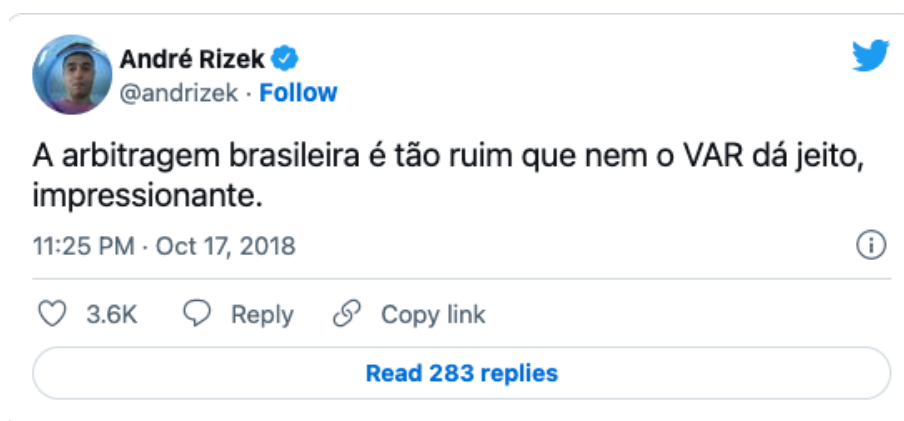 André Rizek
@andrizek · Follow
A arbitragem brasileira é tão ruim que nem o VAR dá jeito,
impressionante.
11:25 PM · Oct 17, 2018
3.6K Reply Copy link
Read 283 replies